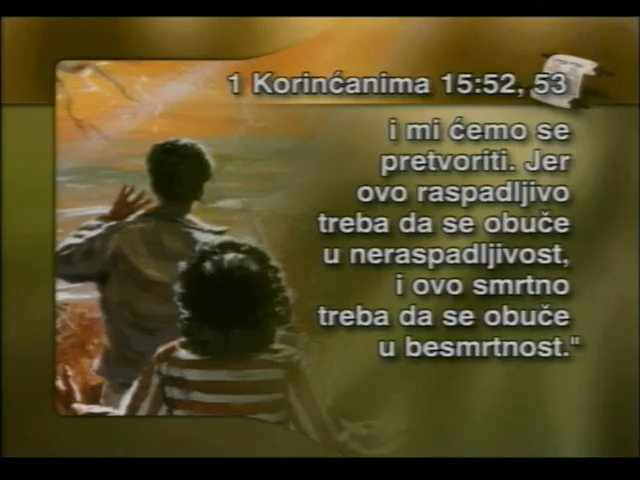 1 Korinćanima 15:52, 53
i mi ćemo se
pretvoriti. Jer
ovo raspadljivo
treba da se obuče
u neraspadljivost,
i ovo smrtno
treba da se obuče
u besmrtnost."